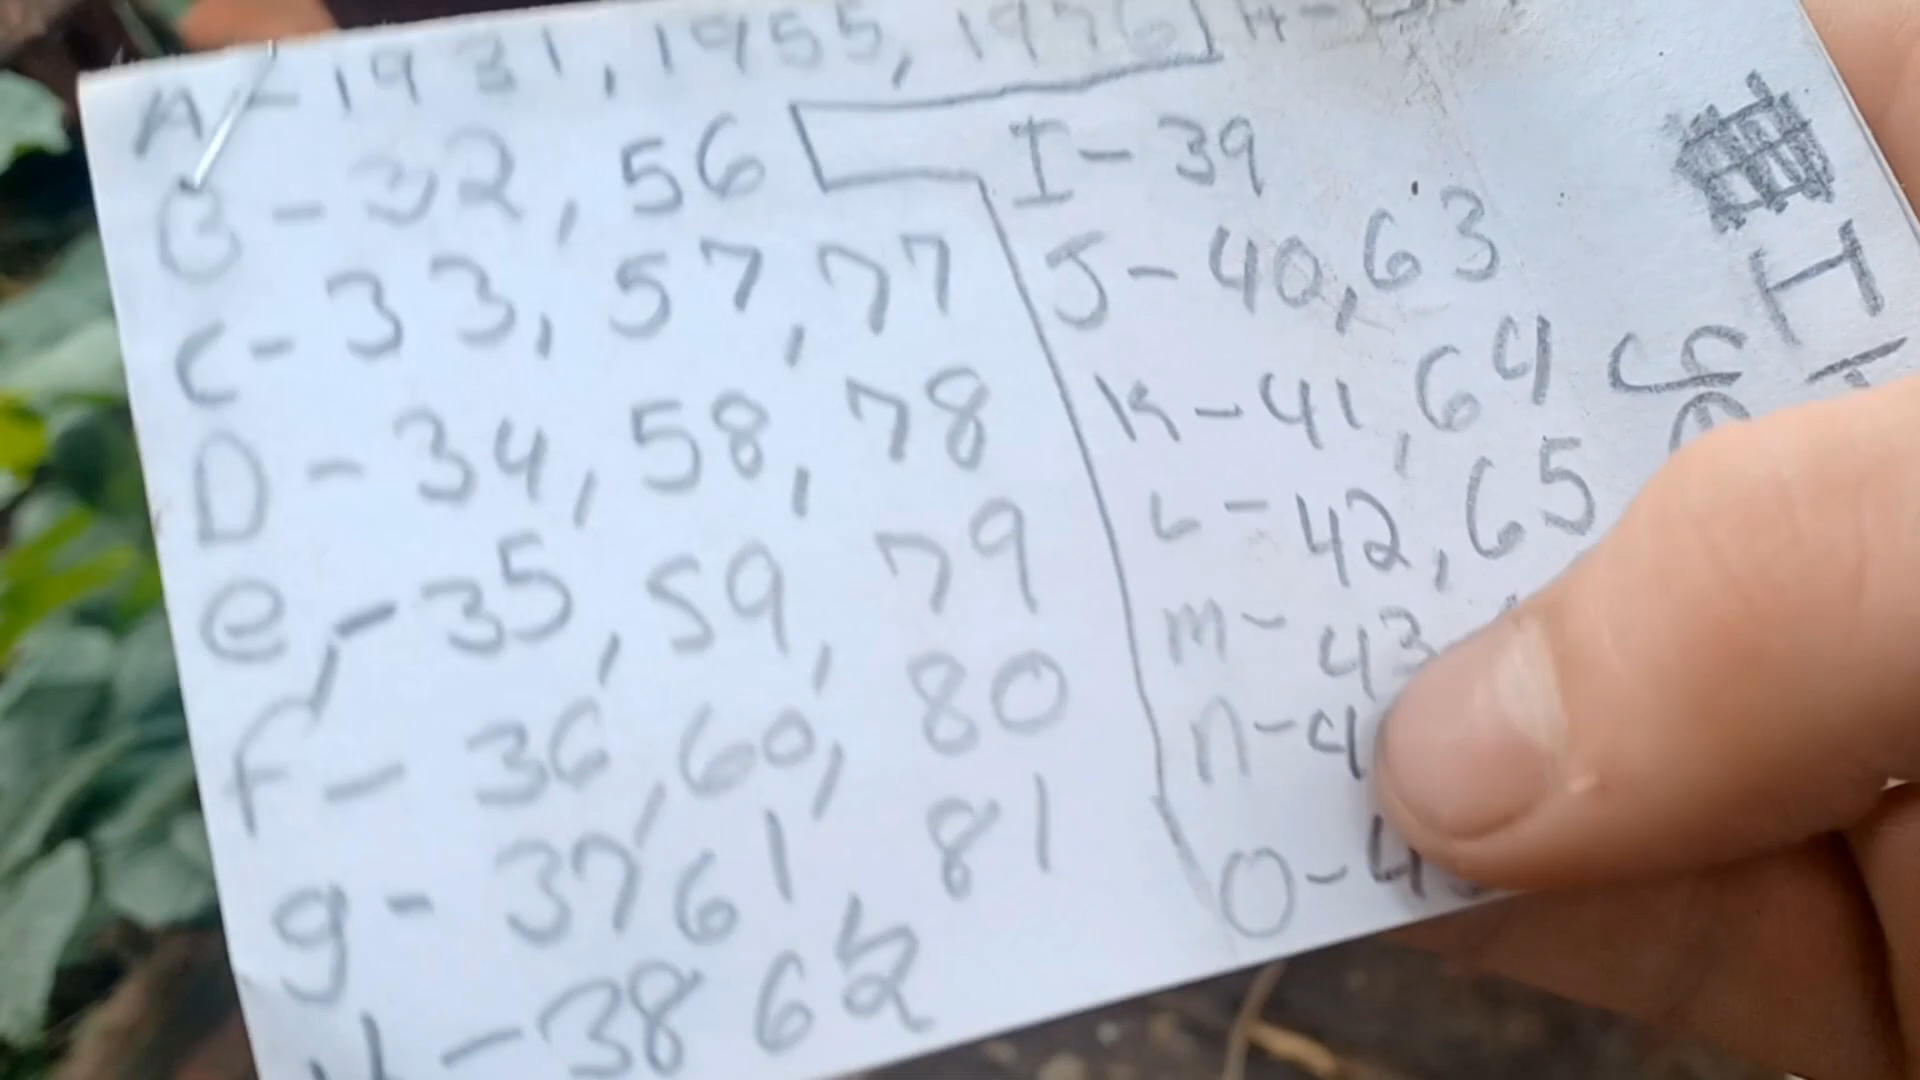 A - 1931, 1955, 1976
B - 32, 56
C - 33, 57, 77
D - 34, 58, 78
e - 35, 59, 79
f - 36, 60, 80
g - 37, 61, 81
H - 38 62
I - 39
J - 40, 63
K - 41, 64
L - 42, 65
m - 43
n - 4
O - 4